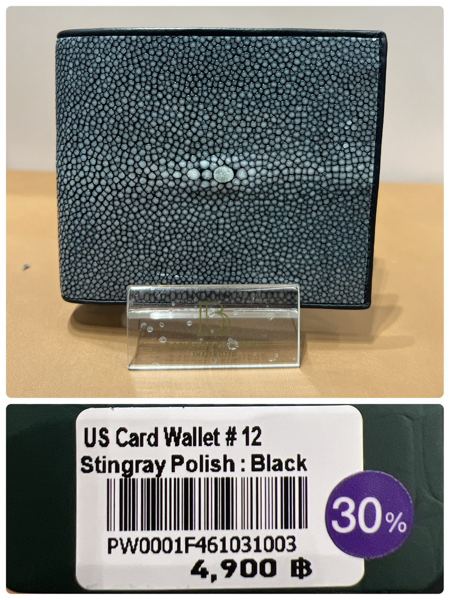 US Card Wallet # 12
Stingray Polish : Black
30%
PW0001F461031003
4,900 ฿